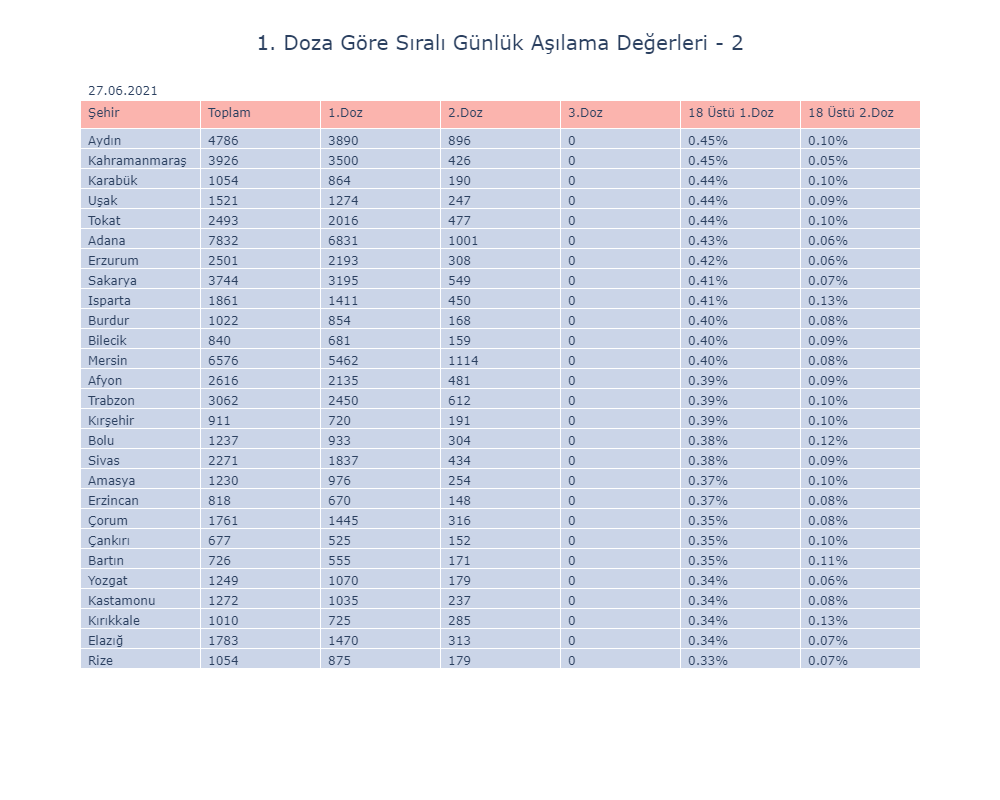 1. Doza Göre Sıralı Günlük Aşılama Değerleri - 2
27.06.2021
Şehir Toplam 1.Doz 2.Doz 3.Doz 18 Üstü 1.Doz 18 Üstü 2.Doz
Aydın 4786 3890 896 0 0.45% 0.10%
Kahramanmaraş 3926 3500 426 0 0.45% 0.05%
Karabük 1054 864 190 0 0.44% 0.10%
Uşak 1521 1274 247 0 0.44% 0.09%
Tokat 2493 2016 477 0 0.44% 0.10%
Adana 7832 6831 1001 0 0.43% 0.06%
Erzurum 2501 2193 308 0 0.42% 0.06%
Sakarya 3744 3195 549 0 0.41% 0.07%
Isparta 1861 1411 450 0 0.41% 0.13%
Burdur 1022 854 168 0 0.40% 0.08%
Bilecik 840 681 159 0 0.40% 0.09%
Mersin 6576 5462 1114 0 0.40% 0.08%
Afyon 2616 2135 481 0 0.39% 0.09%
Trabzon 3062 2450 612 0 0.39% 0.10%
Kırşehir 911 720 191 0 0.39% 0.10%
Bolu 1237 933 304 0 0.38% 0.12%
Sivas 2271 1837 434 0 0.38% 0.09%
Amasya 1230 976 254 0 0.37% 0.10%
Erzincan 818 670 148 0 0.37% 0.08%
Çorum 1761 1445 316 0 0.35% 0.08%
Çankırı 677 525 152 0 0.35% 0.10%
Bartın 726 555 171 0 0.35% 0.11%
Yozgat 1249 1070 179 0 0.34% 0.06%
Kastamonu 1272 1035 237 0 0.34% 0.08%
Kırıkkale 1010 725 285 0 0.34% 0.13%
Elazığ 1783 1470 313 0 0.34% 0.07%
Rize 1054 875 179 0 0.33% 0.07%